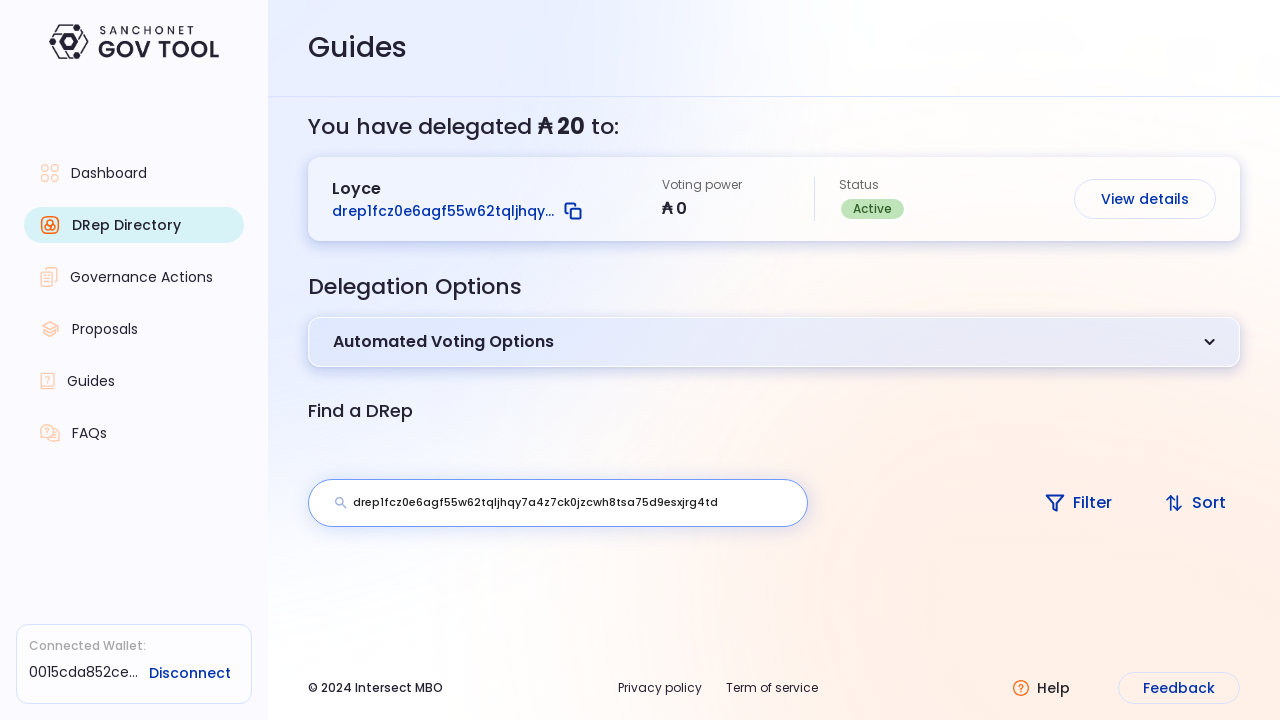 SANCHONET
GOV TOOL
Dashboard
DRep Directory
Governance Actions
Proposals
Guides
FAQs
Connected Wallet:
0015cda852ce... Disconnect
Guides
You have delegated ₳ 20 to:
Loyce
drep1fcz0e6agf55w62tqljhqy...
Voting power
₳ 0
Status
Active
View details
Delegation Options
Automated Voting Options
Find a DRep
drep1fcz0e6agf55w62tqljhqy7a4z7ck0jzcwh8tsa75d9esxjrg4td
Filter
Sort
© 2024 Intersect MBO
Privacy policy
Term of service
Help
Feedback